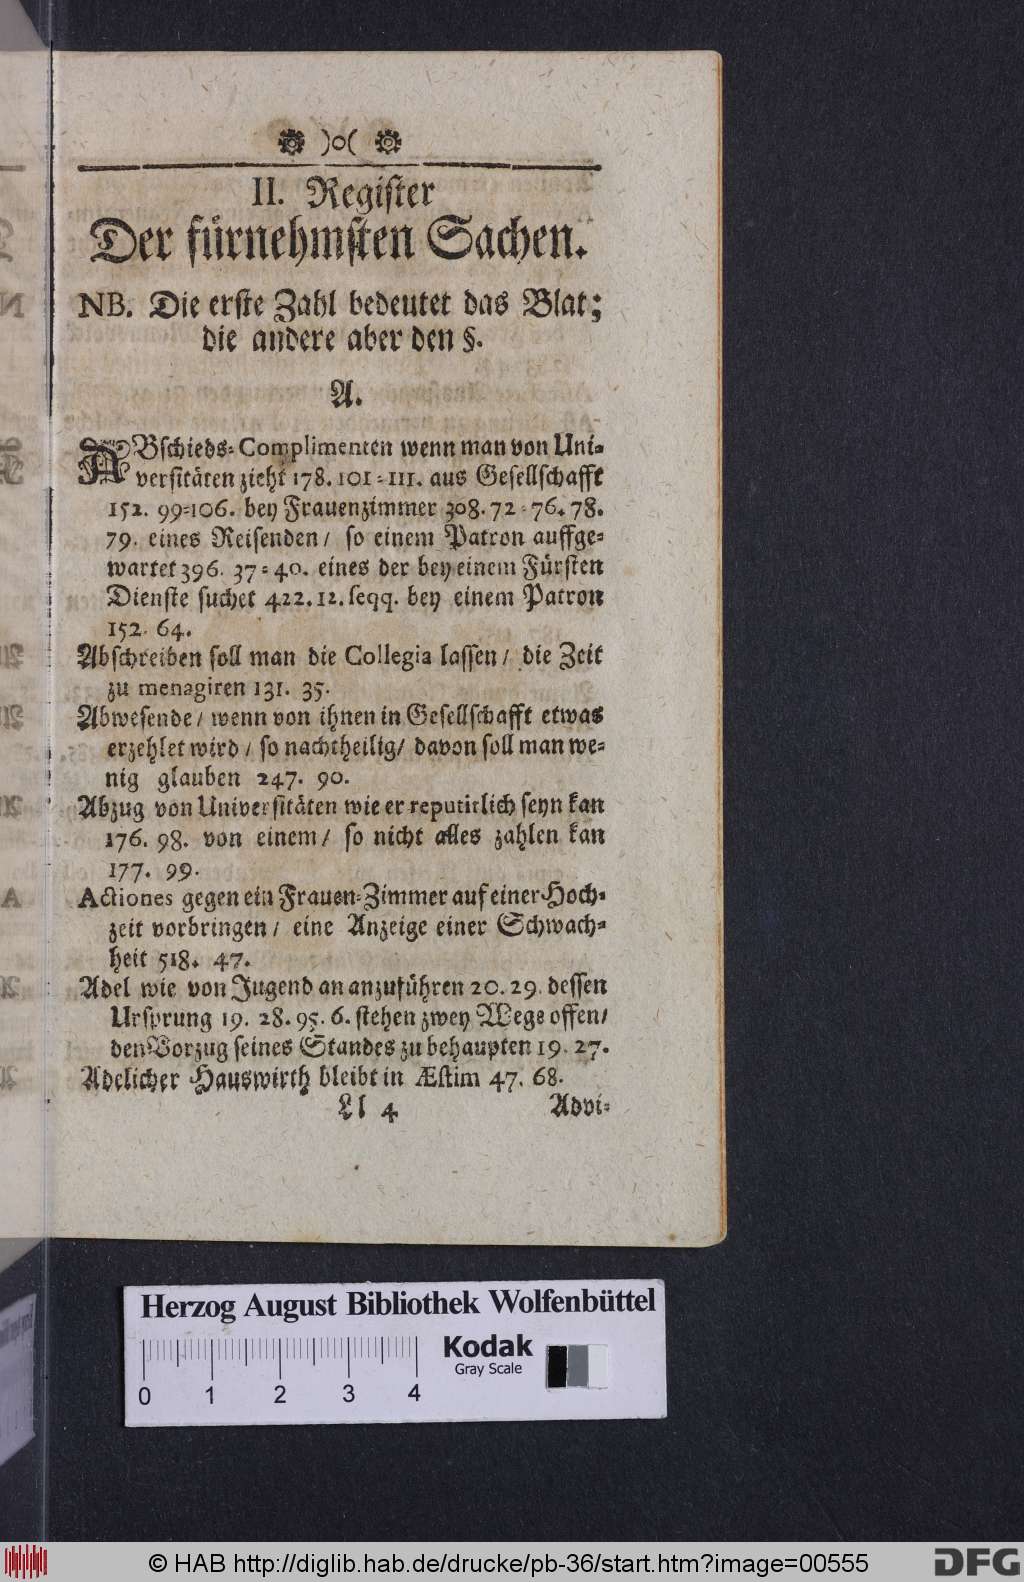 )o(
II. Register
Der fürnehmsten Sachen.
NB. Die erste Zahl bedeutet das Blat;
die andere aber den §.
A.
ABschieds-Complimenten wenn man von Uni-
versitäten zieht 178. 101-111. aus Gesellschafft
152. 99-106. bey Frauenzimmer 308. 72-76. 78.
79. eines Reisenden / so einem Patron auffge-
wartet 396. 37-40. eines der bey einem Fürsten
Dienste suchet 422. 12. seqq. bey einem Patron
152. 64.
Abschreiben soll man die Collegia lassen / die Zeit
zu menagiren 131. 35.
Abwesende / wenn von ihnen in Gesellschafft etwas
erzehlet wird / so nachtheilig / davon soll man we-
nig glauben 247. 90.
Abzug von Universitäten wie er reputirlich seyn kan
176. 98. von einem / so nicht alles zahlen kan
177. 99.
Actiones gegen ein Frauen-Zimmer auf einer Hoch-
zeit vorbringen / eine Anzeige einer Schwach-
heit 518. 47.
Adel wie von Jugend an anzuführen 20. 29. dessen
Ursprung 19. 28. 95. 6. stehen zwey Wege offen /
den Vorzug seines Standes zu behaupten 19. 27.
Adelicher Hauswirth bleibt in Æstim 47. 68.
Ll 4 Advi-
Herzog August Bibliothek Wolfenbüttel
Kodak
Gray Scale
0 1 2 3 4
© HAB http://diglib.hab.de/drucke/pb-36/start.htm?image=00555
DFG